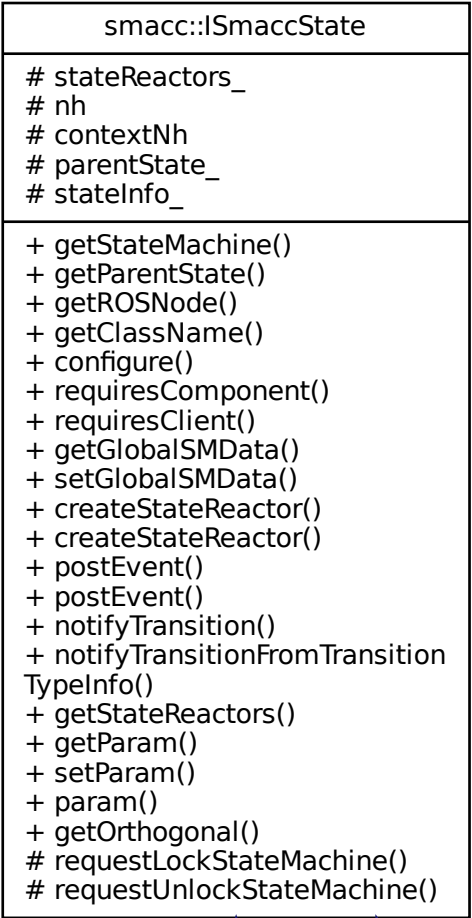 smacc::ISmaccState
# stateReactors_
# nh
# contextNh
# parentState_
# stateInfo_
+ getStateMachine()
+ getParentState()
+ getROSNode()
+ getClassName()
+ configure()
+ requiresComponent()
+ requiresClient()
+ getGlobalSMData()
+ setGlobalSMData()
+ createStateReactor()
+ createStateReactor()
+ postEvent()
+ postEvent()
+ notifyTransition()
+ notifyTransitionFromTransition
TypeInfo()
+ getStateReactors()
+ getParam()
+ setParam()
+ param()
+ getOrthogonal()
# requestLockStateMachine()
# requestUnlockStateMachine()